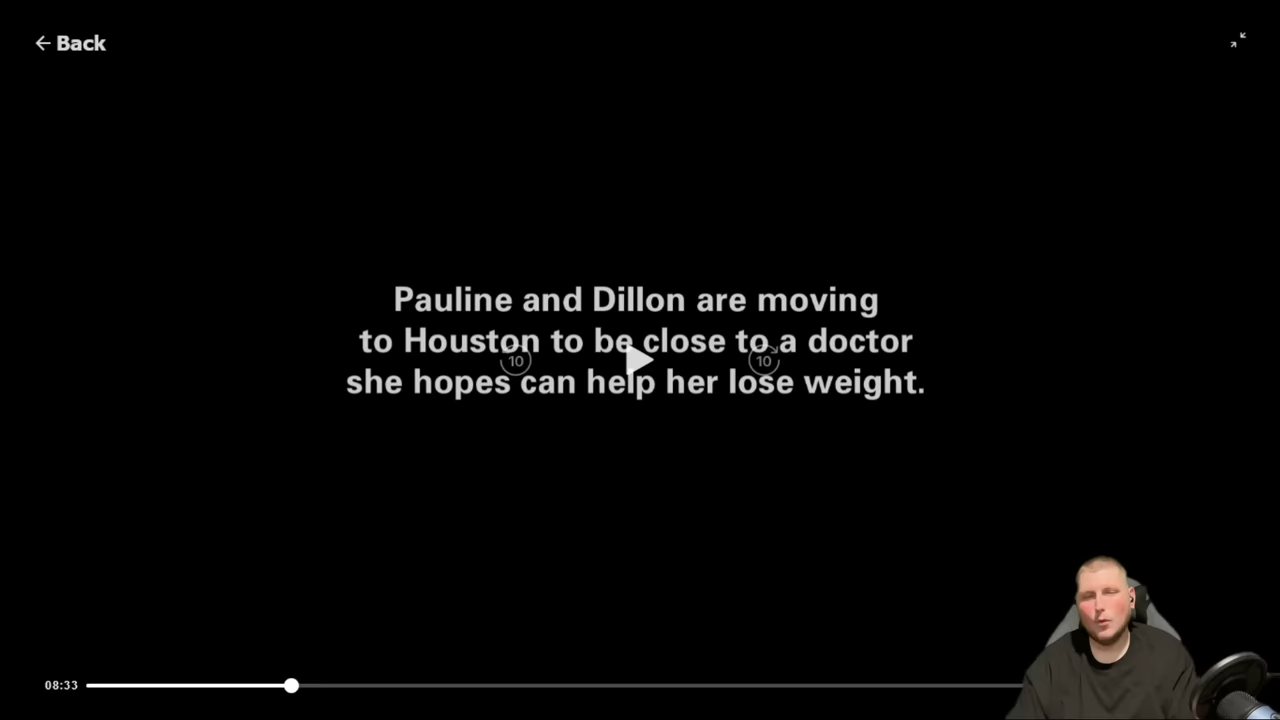 Back
Pauline and Dillon are moving
to Houston to be close to a doctor
she hopes can help her lose weight.
10
10
08:33